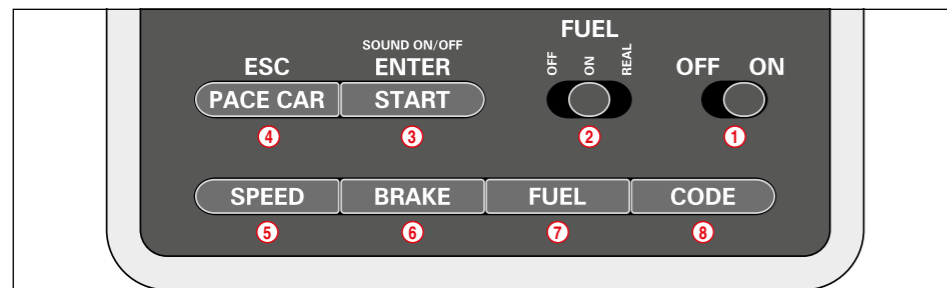 FUEL
SOUND ON/OFF
ESC ENTER OFF ON REAL OFF ON
PACE CAR START
4 3 2 1
SPEED BRAKE FUEL CODE
5 6 7 8